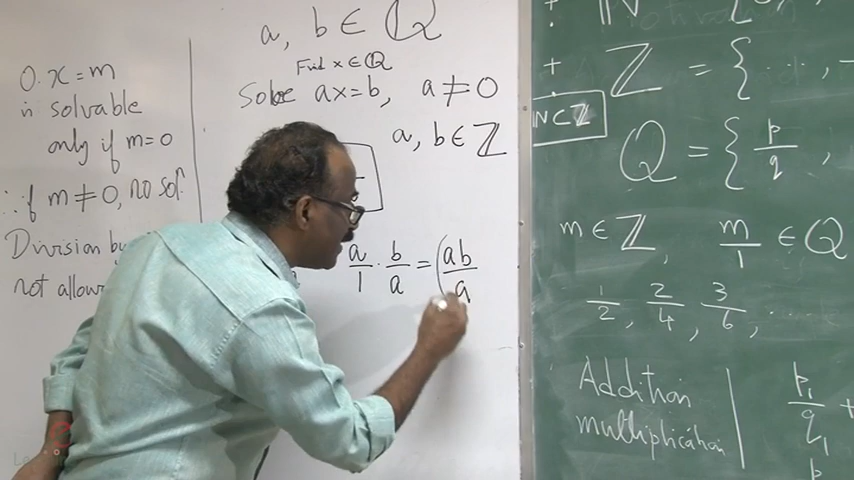 0·x=m
is solvable
only if m=0
∴ if m≠0, no sol.
Division by
not allow
a, b ∈ ℚ
Find x ∈ ℚ
Solve ax=b, a≠0
a, b ∈ ℤ
a/1 · b/a = (ab/a
: ℕ
: ℤ = { ...., -
ℕ⊂ℤ
ℚ = { p/q ,
m ∈ ℤ, m/1 ∈ ℚ
1/2, 2/4, 3/6, ....
Addition
multiplication
p₁/q₁ +
p